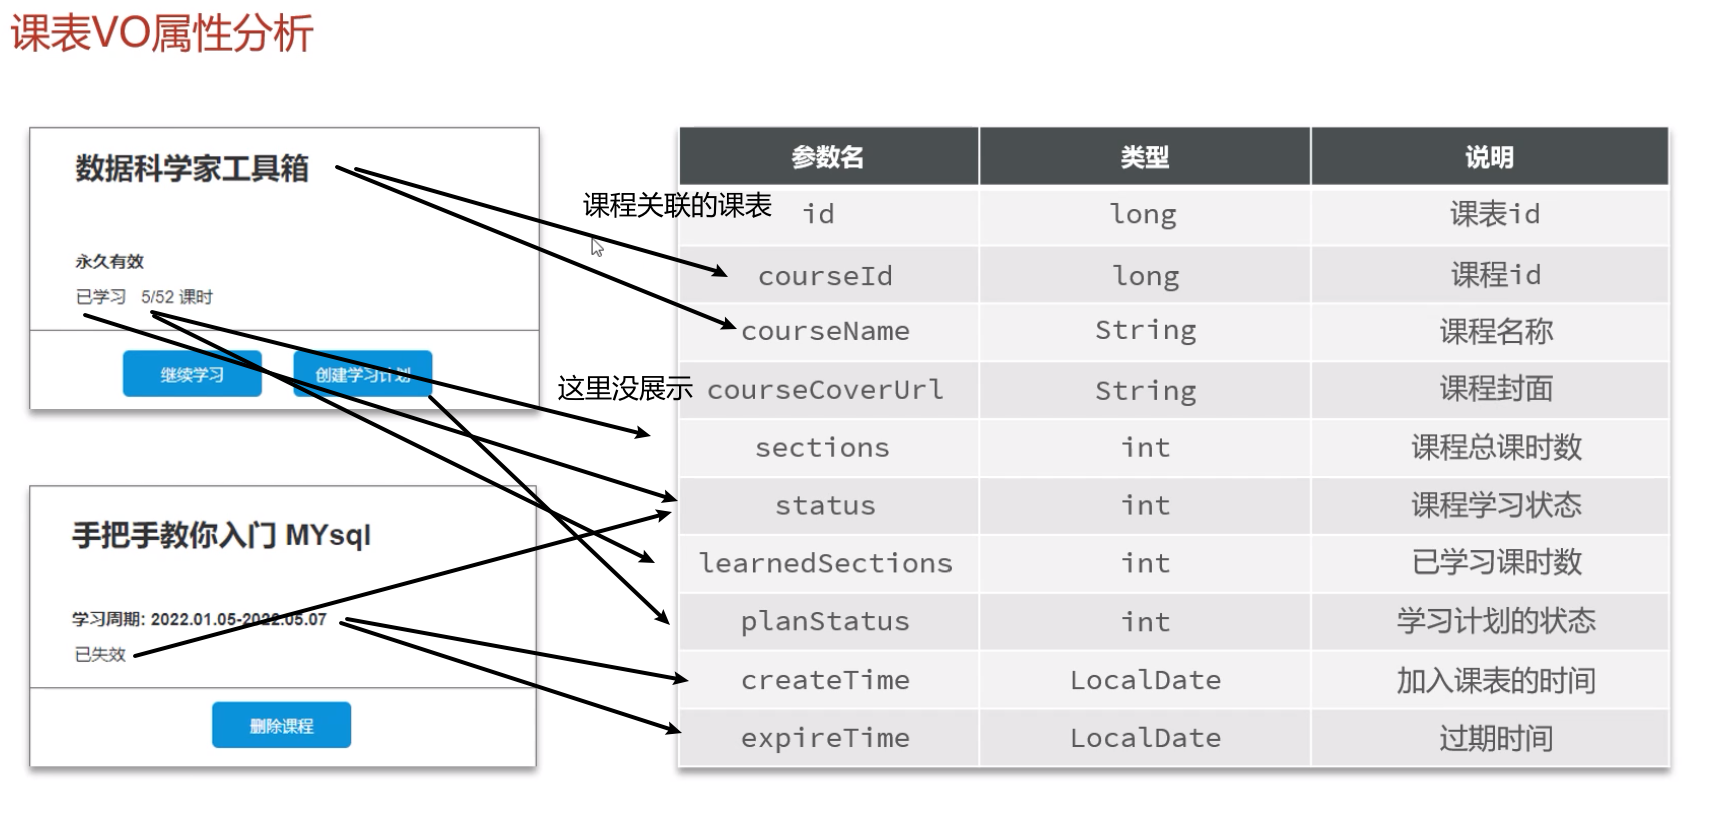 课表VO属性分析
数据科学家工具箱
永久有效
已学习 5/52 课时
继续学习 创建学习计划
手把手教你入门 MYsql
学习周期: 2022.01.05-2022.05.07
已失效
删除课程
课程关联的课表
这里没展示
参数名 类型 说明
id long 课表id
courseId long 课程id
courseName String 课程名称
courseCoverUrl String 课程封面
sections int 课程总课时数
status int 课程学习状态
learnedSections int 已学习课时数
planStatus int 学习计划的状态
createTime LocalDate 加入课表的时间
expireTime LocalDate 过期时间